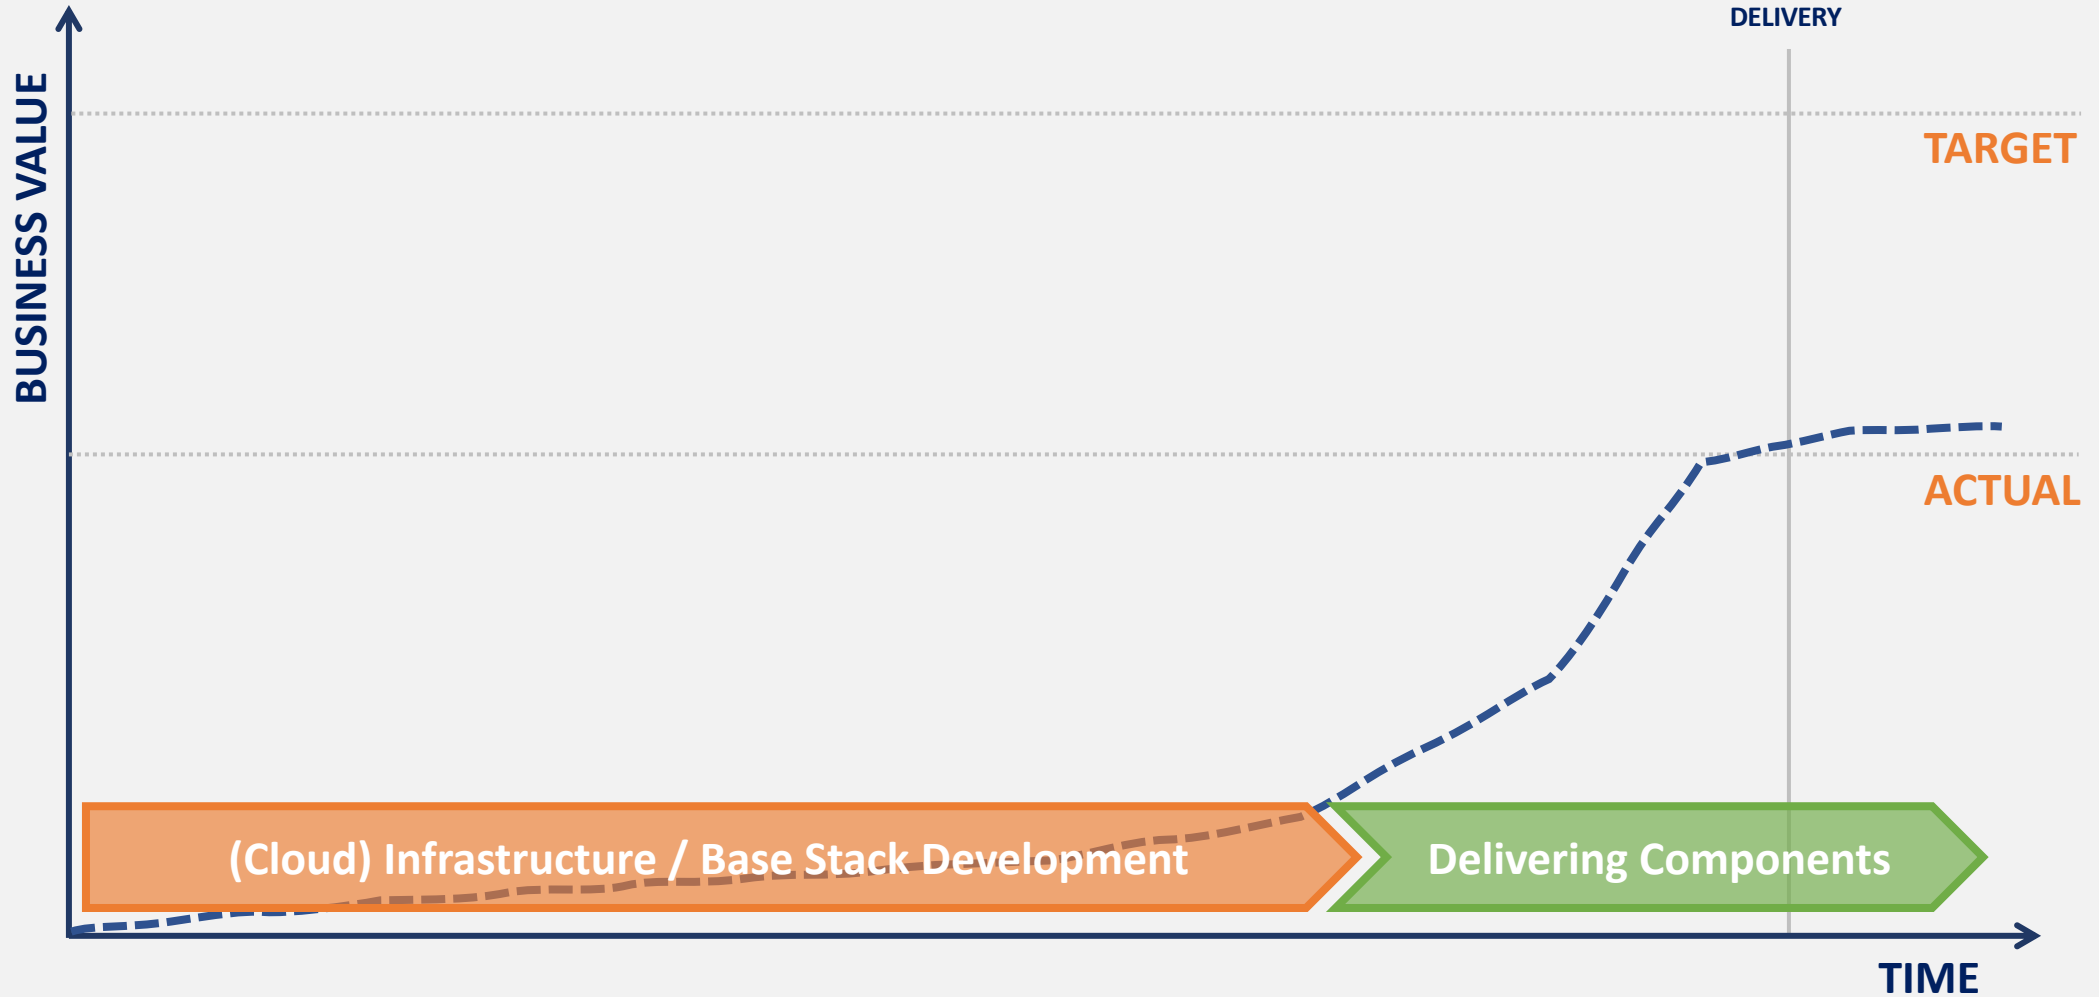 DELIVERY
BUSINESS VALUE
TARGET
ACTUAL
(Cloud) Infrastructure / Base Stack Development
Delivering Components
TIME